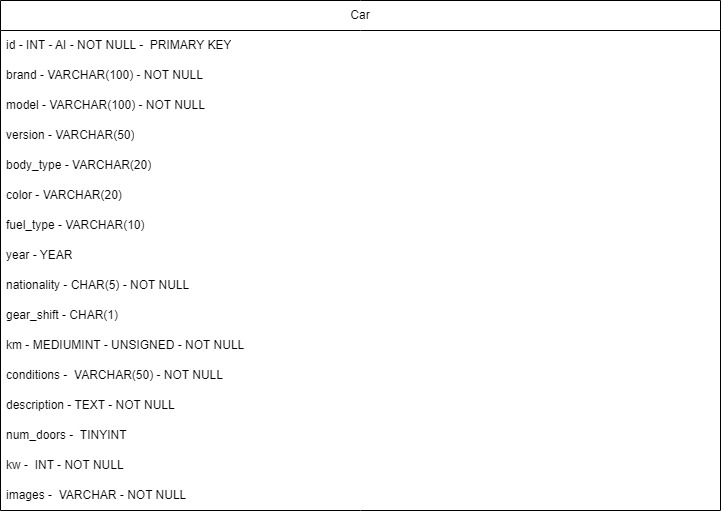 Car
id - INT - AI - NOT NULL - PRIMARY KEY
brand - VARCHAR(100) - NOT NULL
model - VARCHAR(100) - NOT NULL
version - VARCHAR(50)
body_type - VARCHAR(20)
color - VARCHAR(20)
fuel_type - VARCHAR(10)
year - YEAR
nationality - CHAR(5) - NOT NULL
gear_shift - CHAR(1)
km - MEDIUMINT - UNSIGNED - NOT NULL
conditions - VARCHAR(50) - NOT NULL
description - TEXT - NOT NULL
num_doors - TINYINT
kw - INT - NOT NULL
images - VARCHAR - NOT NULL